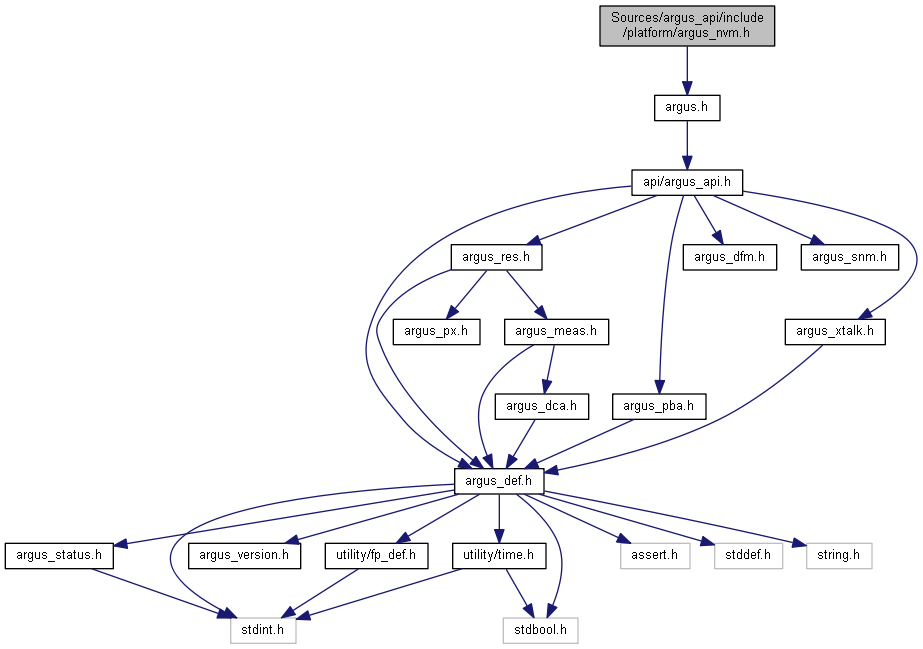 Sources/argus_api/include
/platform/argus_nvm.h
argus.h
api/argus_api.h
argus_res.h
argus_dfm.h
argus_snm.h
argus_px.h
argus_meas.h
argus_xtalk.h
argus_dca.h
argus_pba.h
argus_def.h
argus_status.h
argus_version.h
utility/fp_def.h
utility/time.h
assert.h
stddef.h
string.h
stdint.h
stdbool.h